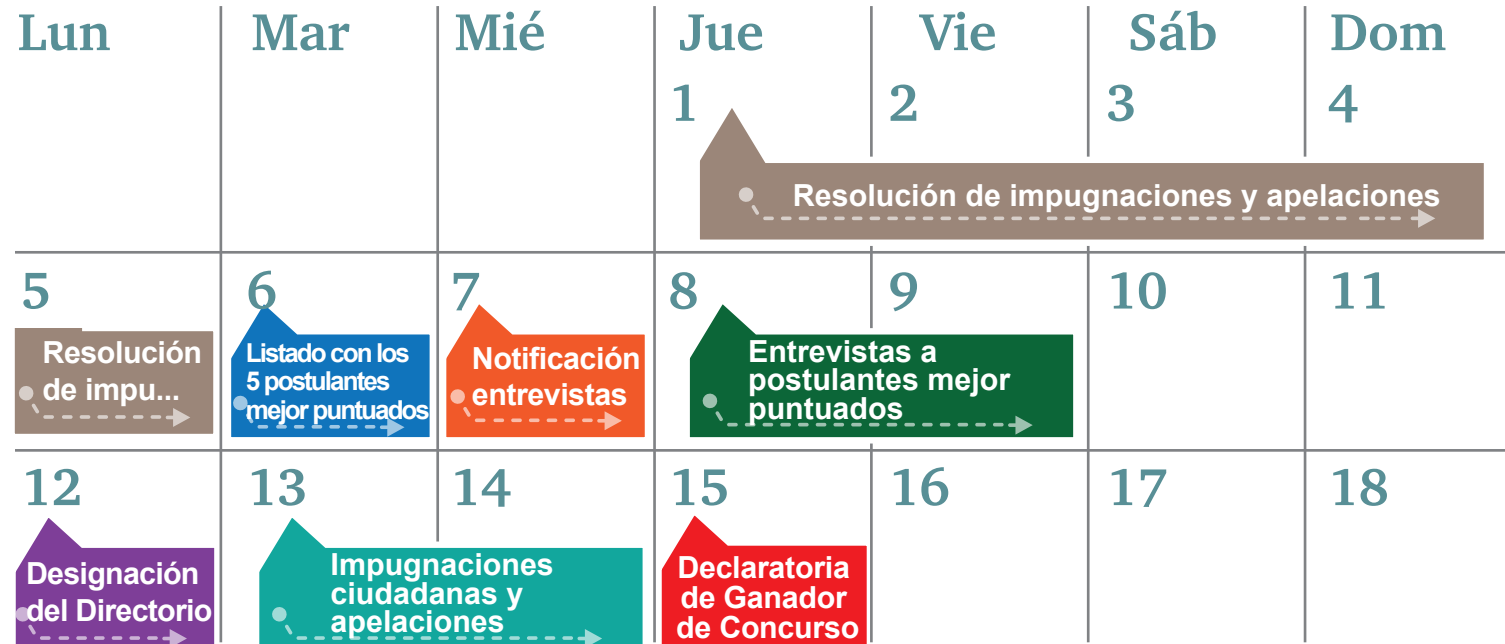 Lun Mar Mié Jue Vie Sáb Dom
1 2 3 4
Resolución de impugnaciones y apelaciones
5 6 7 8 9 10 11
Resolución
de impu...
Listado con los
5 postulantes
mejor puntuados
Notificación
entrevistas
Entrevistas a
postulantes mejor
puntuados
12 13 14 15 16 17 18
Designación
del Directorio
Impugnaciones
ciudadanas y
apelaciones
Declaratoria
de Ganador
de Concurso